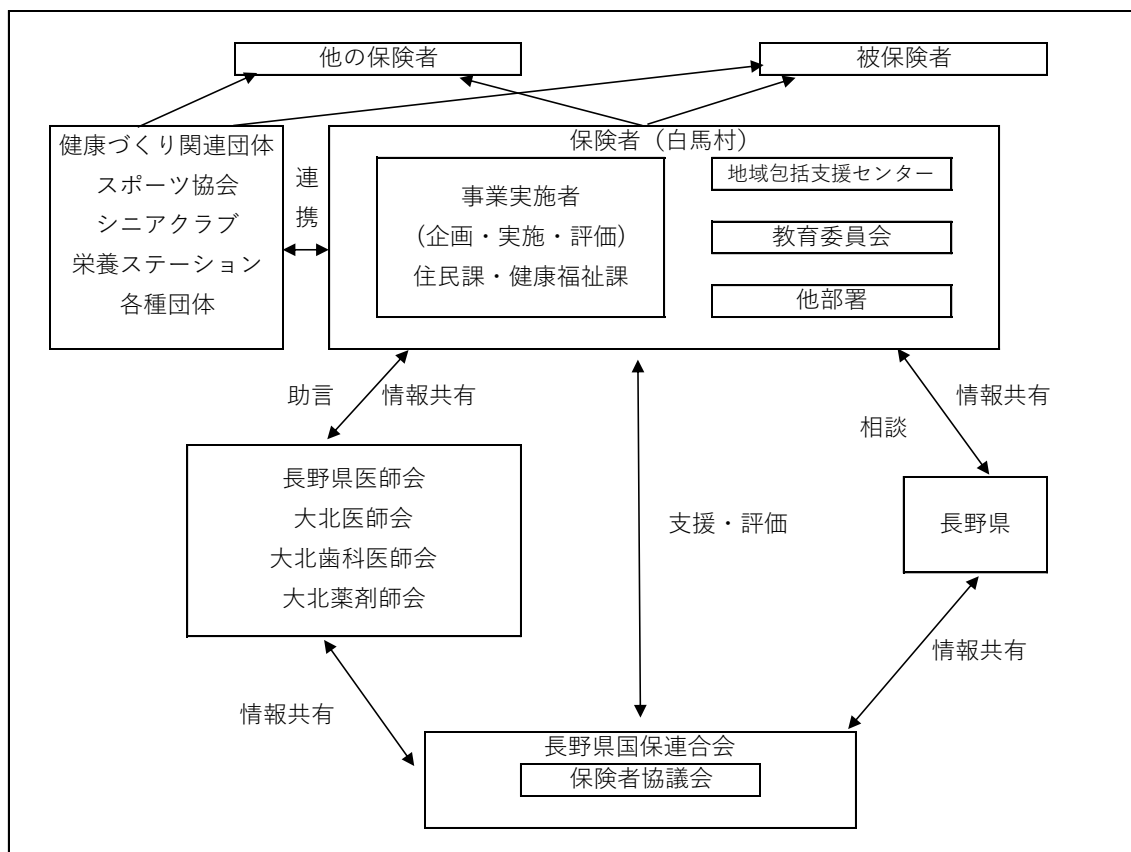 他の保険者
被保険者
健康づくり関連団体
スポーツ協会
シニアクラブ
栄養ステーション
各種団体
連携
保険者（白馬村）
事業実施者
（企画・実施・評価）
住民課・健康福祉課
地域包括支援センター
教育委員会
他部署
助言
情報共有
情報共有
相談
長野県医師会
大北医師会
大北歯科医師会
大北薬剤師会
支援・評価
長野県
情報共有
情報共有
長野県国保連合会
保険者協議会